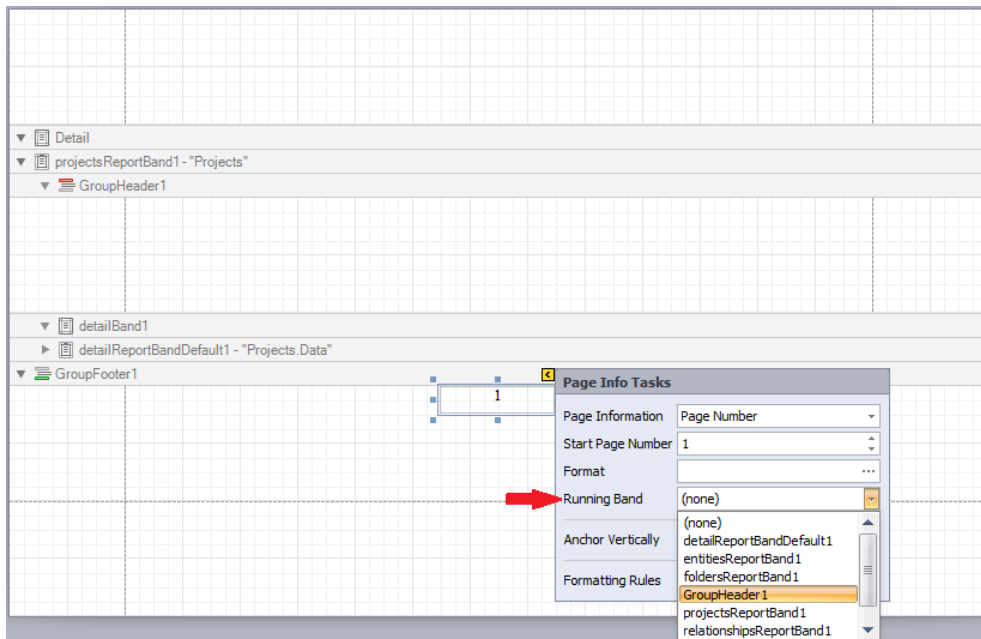 Detail
projectsReportBand1 - "Projects"
GroupHeader1
detailBand1
detailReportBandDefault1 - "Projects.Data"
GroupFooter1
1
Page Info Tasks
Page Information Page Number
Start Page Number 1
Format ...
Running Band (none)
(none)
Anchor Vertically detailReportBandDefault1
entitiesReportBand1
Formatting Rules foldersReportBand1
GroupHeader1
projectsReportBand1
relationshipsReportBand1